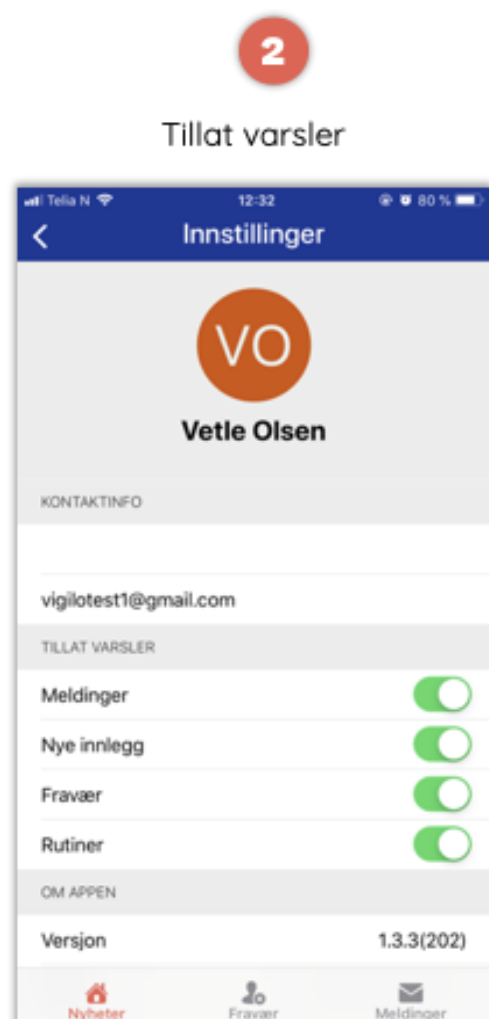 2
Tillat varsler
Telia N 12:32 80 %
Innstillinger
VO
Vetle Olsen
KONTAKTINFO
vigilotest1@gmail.com
TILLAT VARSLER
Meldinger
Nye innlegg
Fravær
Rutiner
OM APPEN
Versjon 1.3.3(202)
Nyheter Fravær Meldinger